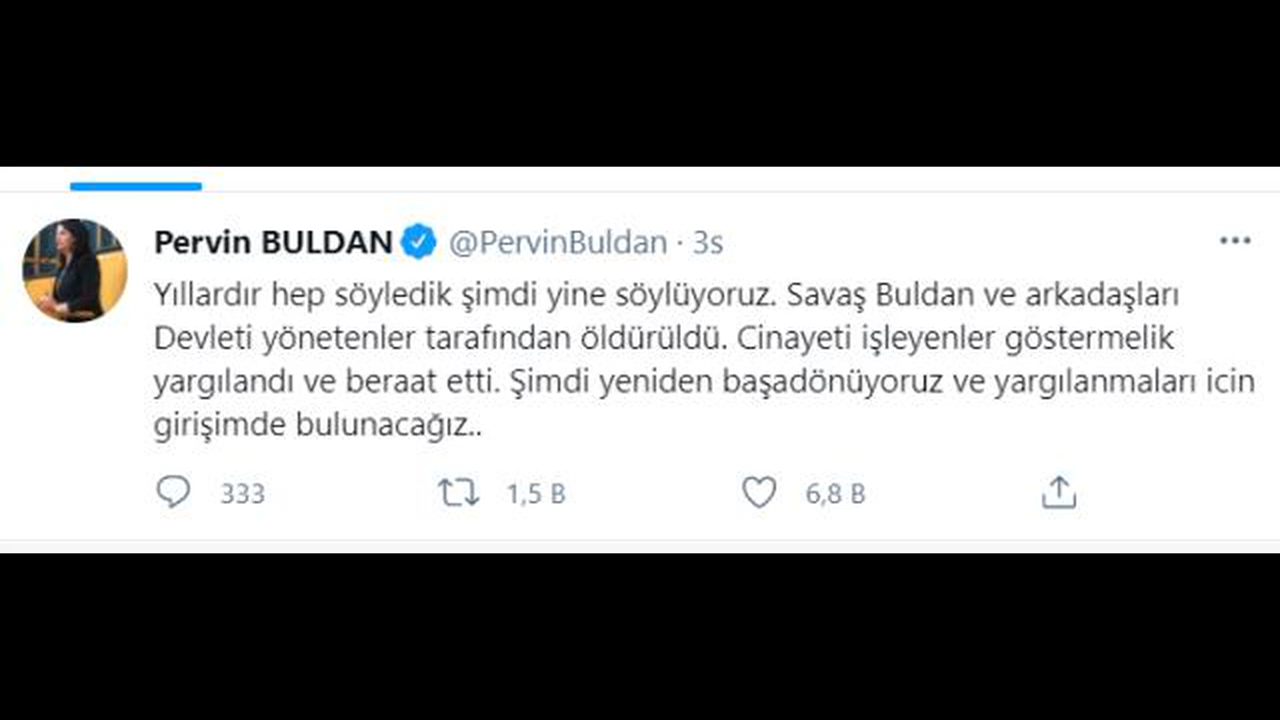 Pervin BULDAN @PervinBuldan · 3s
Yıllardır hep söyledik şimdi yine söylüyoruz. Savaş Buldan ve arkadaşları
Devleti yönetenler tarafından öldürüldü. Cinayeti işleyenler göstermelik
yargılandı ve beraat etti. Şimdi yeniden başadönüyoruz ve yargılanmaları icin
girişimde bulunacağız..
333 1,5 B 6,8 B